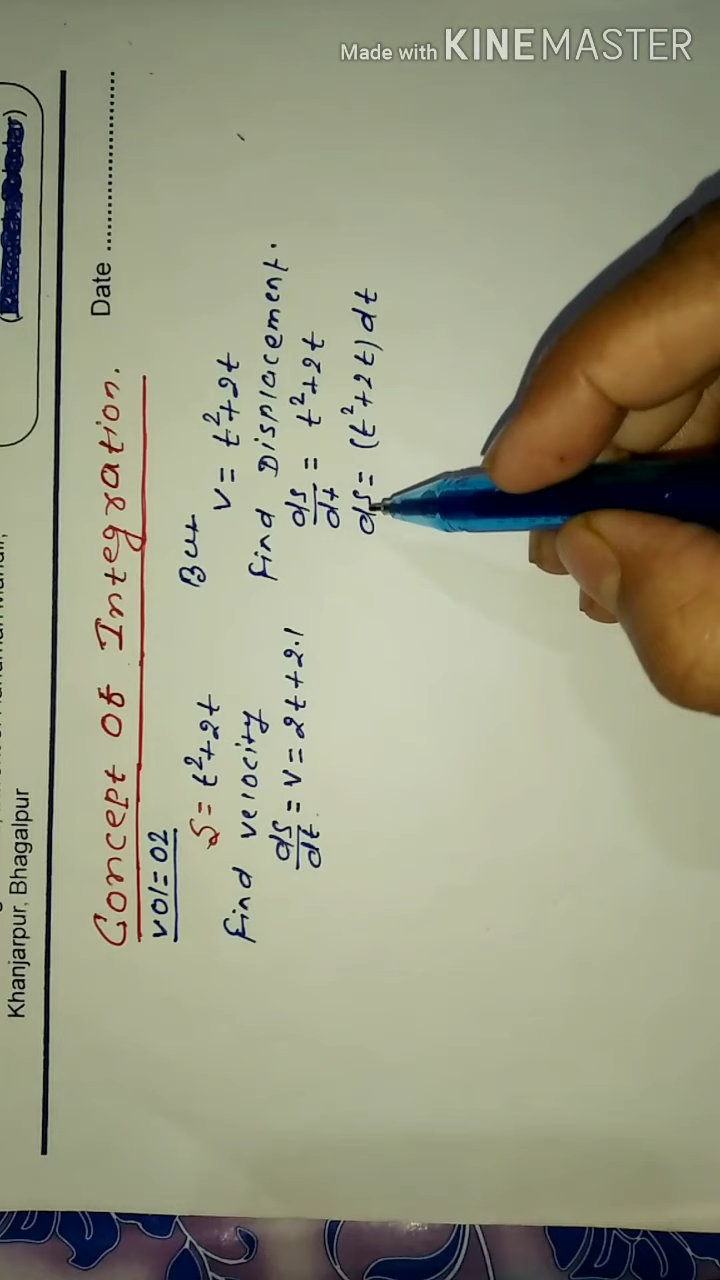 Made with KINEMASTER
Khanjarpur, Bhagalpur
Date ........................
Concept of Integration.
Vol=02
S = t²+2t
Find velocity
ds/dt = v = 2t+2.1
But
v = t²+2t
Find Displacement.
ds/dt = t²+2t
ds = (t²+2t)dt